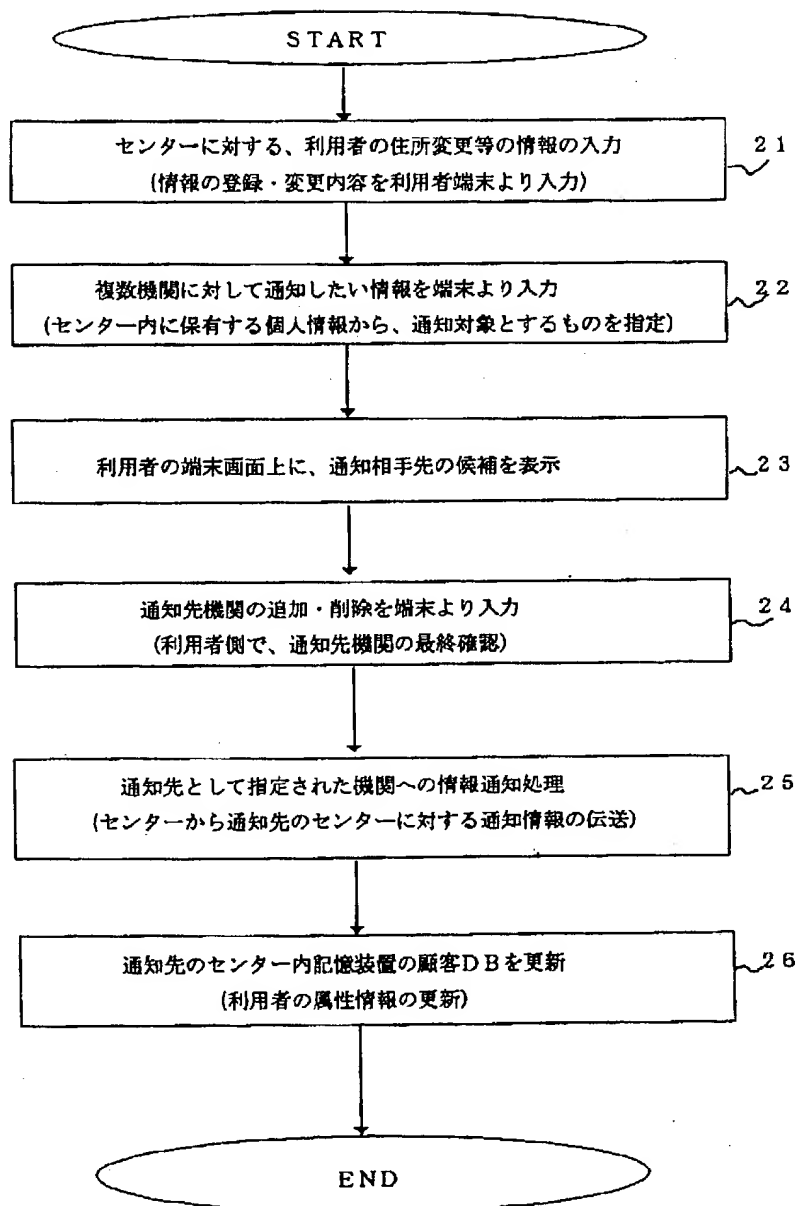 START
センターに対する、利用者の住所変更等の情報の入力
(情報の登録・変更内容を利用者端末より入力)
21
複数機関に対して通知したい情報を端末より入力
(センター内に保有する個人情報から、通知対象とするものを指定)
22
利用者の端末画面上に、通知相手先の候補を表示
23
通知先機関の追加・削除を端末より入力
(利用者側で、通知先機関の最終確認)
24
通知先として指定された機関への情報通知処理
(センターから通知先のセンターに対する通知情報の伝送)
25
通知先のセンター内記憶装置の顧客DBを更新
(利用者の属性情報の更新)
26
END